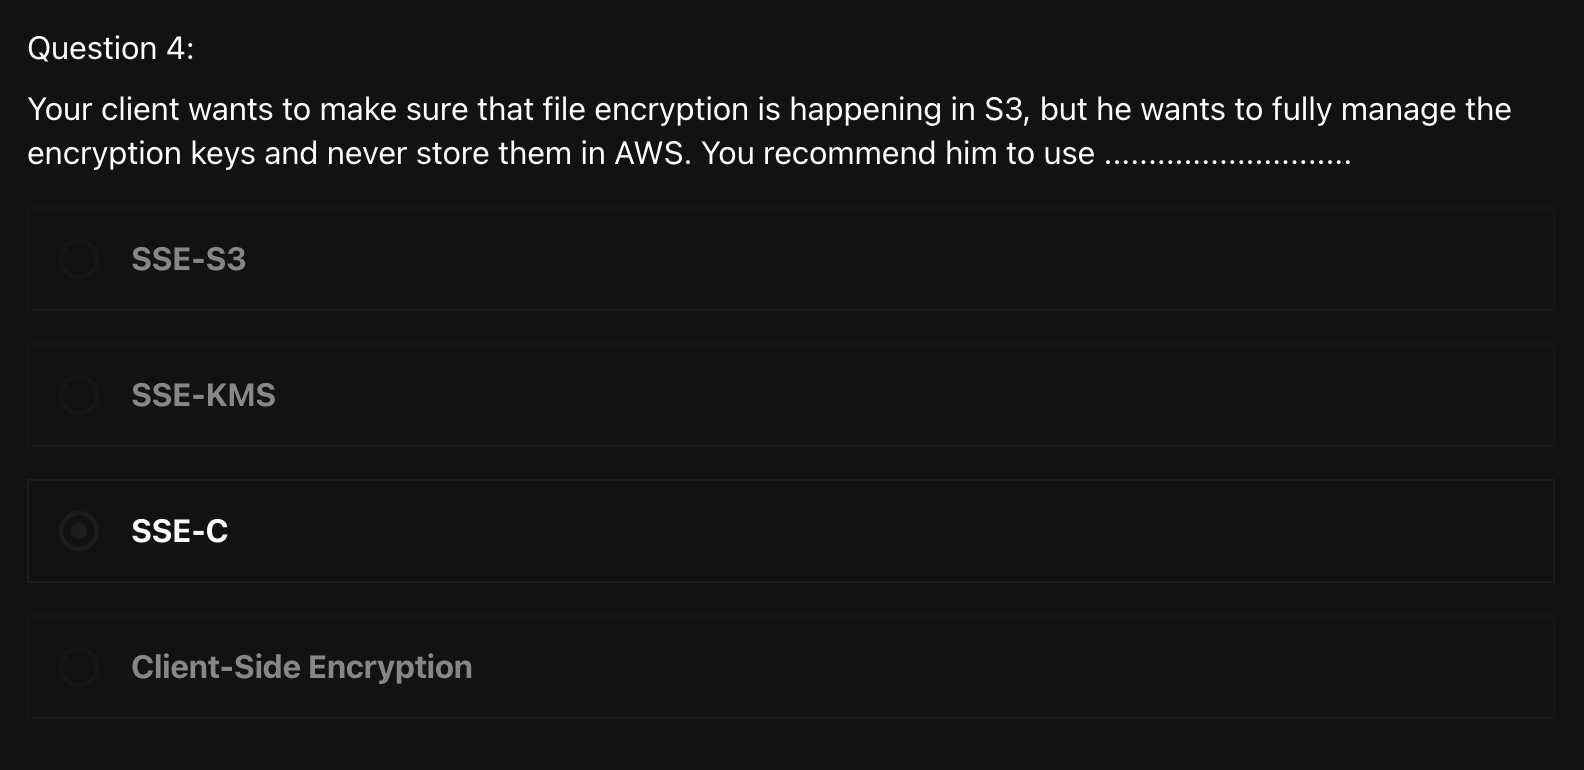 Question 4:
Your client wants to make sure that file encryption is happening in S3, but he wants to fully manage the
encryption keys and never store them in AWS. You recommend him to use ............................
SSE-S3
SSE-KMS
SSE-C
Client-Side Encryption